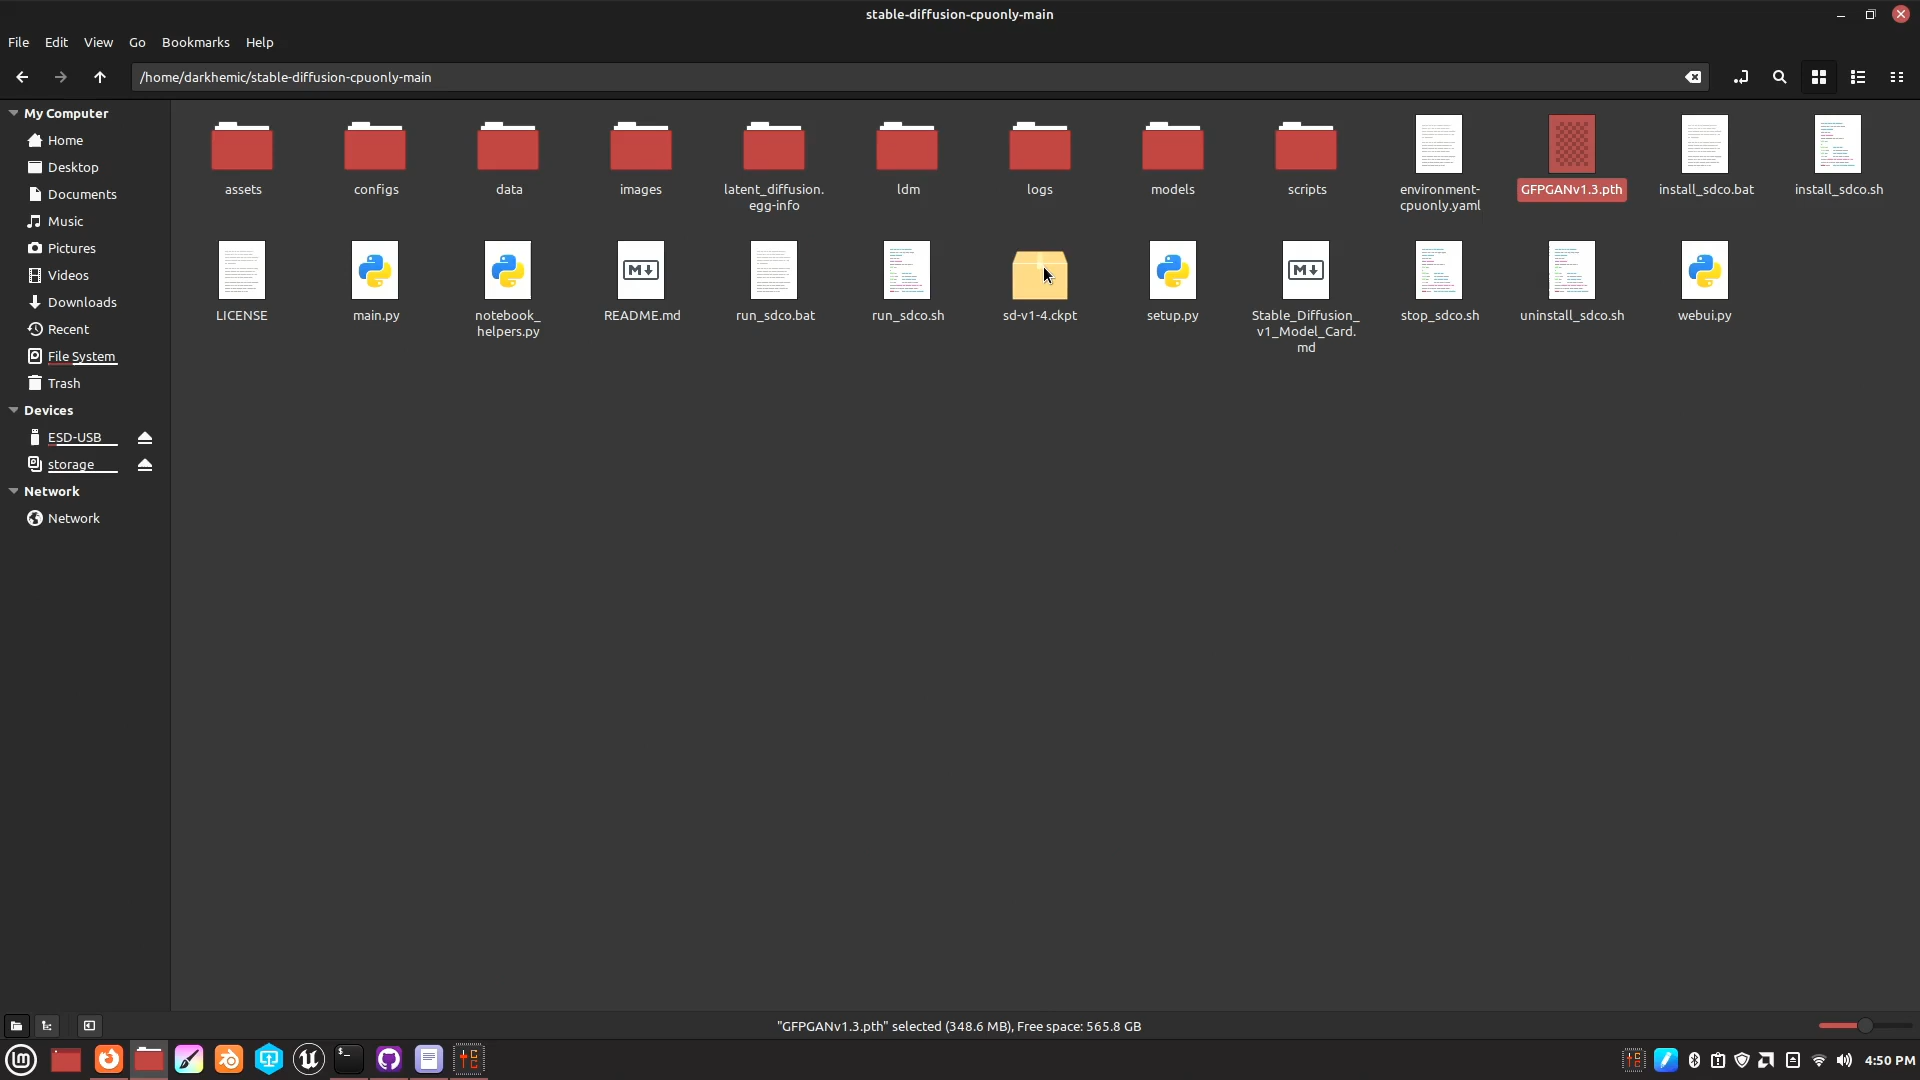 stable-diffusion-cpuonly-main
File Edit View Go Bookmarks Help
/home/darkhemic/stable-diffusion-cpuonly-main
My Computer
Home
Desktop
Documents
Music
Pictures
Videos
Downloads
Recent
File System
Trash
Devices
ESD-USB
storage
Network
Network
assets
configs
data
images
latent_diffusion.
egg-info
ldm
logs
models
scripts
environment-
cpuonly.yaml
GFPGANv1.3.pth
install_sdco.bat
install_sdco.sh
LICENSE
main.py
notebook_
helpers.py
README.md
run_sdco.bat
run_sdco.sh
sd-v1-4.ckpt
setup.py
Stable_Diffusion_
v1_Model_Card.
md
stop_sdco.sh
uninstall_sdco.sh
webui.py
"GFPGANv1.3.pth" selected (348.6 MB), Free space: 565.8 GB
4:50 PM